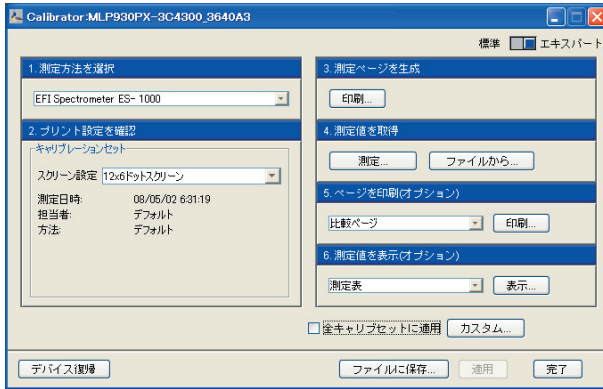 Calibrator:MLP930PX-3C4300_3640A3
標準 エキスパート
1. 測定方法を選択
EFI Spectrometer ES- 1000
2. プリント設定を確認
キャリブレーションセット
スクリーン設定 12x6ドットスクリーン
測定日時: 08/05/02 6:31:19
担当者: デフォルト
方法: デフォルト
3. 測定ページを生成
印刷...
4. 測定値を取得
測定... ファイルから...
5. ページを印刷(オプション)
比較ページ 印刷...
6. 測定値を表示(オプション)
測定表 表示...
全キャリブセットに適用 カスタム...
デバイス復帰 ファイルに保存... 適用 完了